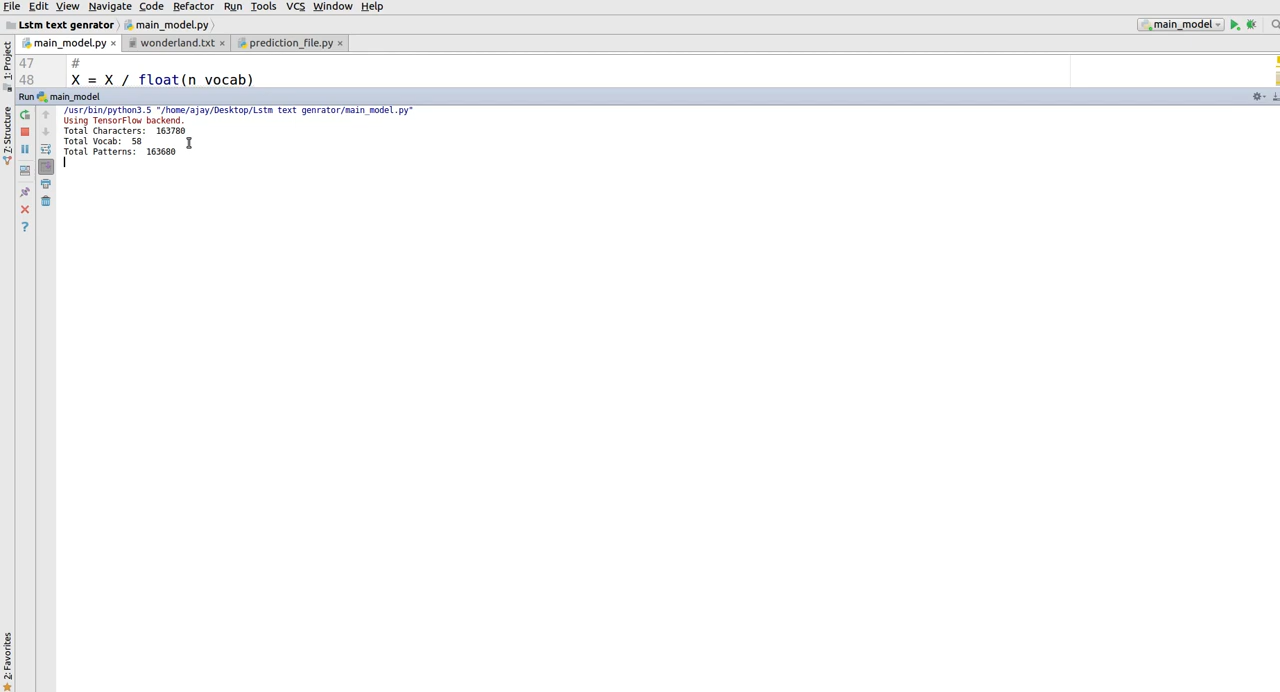 File Edit View Navigate Code Refactor Run Tools VCS Window Help
Lstm text genrator main_model.py main_model
main_model.py wonderland.txt prediction_file.py
1: Project
7: Structure
2: Favorites
47 #
48 X = X / float(n_vocab)
Run main_model
/usr/bin/python3.5 "/home/ajay/Desktop/Lstm text genrator/main_model.py"
Using TensorFlow backend.
Total Characters:  163780
Total Vocab:  58
Total Patterns:  163680